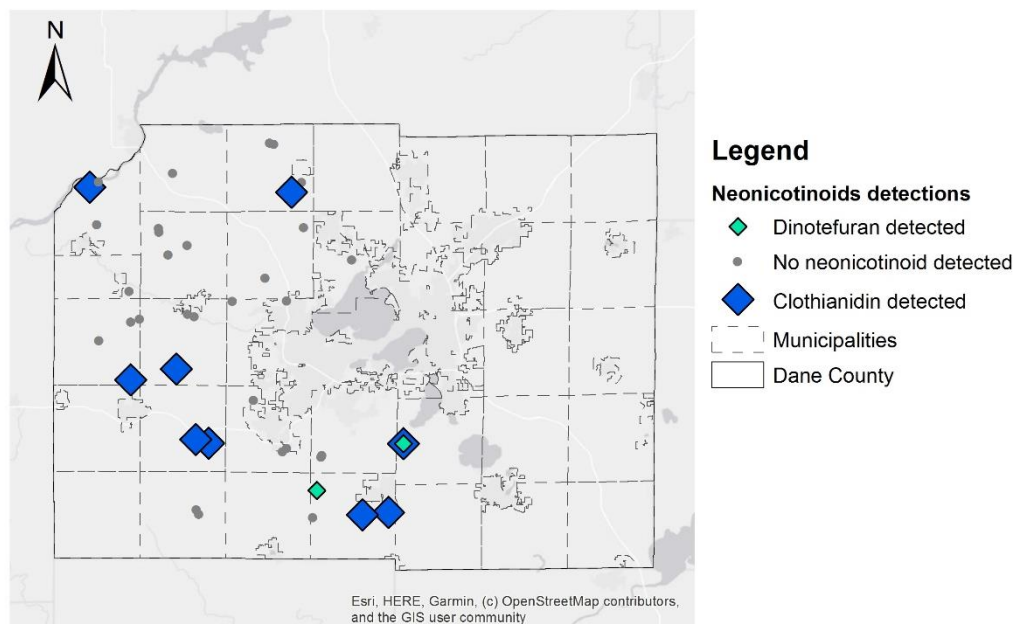 N
Legend
Neonicotinoids detections
Dinotefuran detected
No neonicotinoid detected
Clothianidin detected
Municipalities
Dane County
Esri, HERE, Garmin, (c) OpenStreetMap contributors,
and the GIS user community